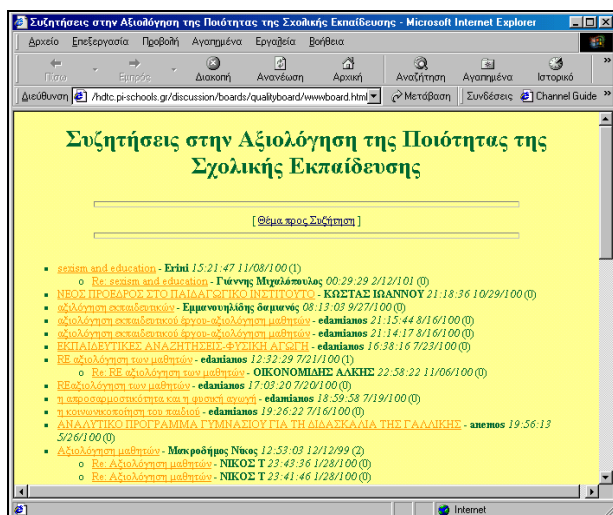 Συζητήσεις στην Αξιολόγηση της Ποιότητας της Σχολικής Εκπαίδευσης - Microsoft Internet Explorer
Αρχείο Επεξεργασία Προβολή Αγαπημένα Εργαλεία Βοήθεια
Πίσω Εμπρός Διακοπή Ανανέωση Αρχική Αναζήτηση Αγαπημένα Ιστορικό »
Διεύθυνση /hdtc.pi-schools.gr/discussion/boards/qualityboard/wwwboard.html Μετάβαση Συνδέσεις Channel Guide »
Συζητήσεις στην Αξιολόγηση της Ποιότητας της
Σχολικής Εκπαίδευσης
[ Θέμα προς Συζήτηση ]
sexism and education - Erini 15:21:47 11/08/100 (1)
Re: sexism and education - Γιάννης Μιχαλόπουλος 00:29:29 2/12/101 (0)
ΝΕΟΣ ΠΡΟΕΔΡΟΣ ΣΤΟ ΠΑΙΔΑΓΩΓΙΚΟ ΙΝΣΤΙΤΟΥΤΟ - ΚΩΣΤΑΣ ΙΩΑΝΝΟΥ 21:18:36 10/29/100 (0)
αξιλόγηση εκπαιδευτικών - Εμμανουηλίδης δαμιανός 08:13:03 9/27/100 (0)
αξιολόγηση εκπαιδευτικού έργου-αξιολόγηση μαθητών - edamianos 21:15:44 8/16/100 (0)
αξιολόγηση εκπαιδευτικού έργου-αξιολόγηση μαθητών - edamianos 21:14:17 8/16/100 (0)
ΕΚΠΑΙΔΕΥΤΙΚΕΣ ΑΝΑΖΗΤΗΣΕΙΣ-ΦΥΣΙΚΗ ΑΓΩΓΗ - edamianos 16:38:16 7/23/100 (0)
RE αξιολόγηση των μαθητών - edamianos 12:32:29 7/21/100 (1)
Re: RE αξιολόγηση των μαθητών - ΟΙΚΟΝΟΜΙΔΗΣ ΑΛΚΗΣ 22:58:22 11/06/100 (0)
REαξιολόγηση των μαθητών - edamianos 17:03:20 7/20/100 (0)
η απροσαρμοστικότητα και η φυσική αγωγή - edamianos 18:59:58 7/19/100 (0)
η κοινωνικοποίηση του παιδιού - edamianos 19:26:22 7/16/100 (0)
ΑΝΑΛΥΤΙΚΟ ΠΡΟΓΡΑΜΜΑ ΓΥΜΝΑΣΙΟΥ ΓΙΑ ΤΗ ΔΙΔΑΣΚΑΛΙΑ ΤΗΣ ΓΑΛΛΙΚΗΣ - anemos 19:56:13
5/26/100 (0)
Αξιολόγηση μαθητών - Μακροδήμος Νίκος 12:53:03 12/12/99 (2)
Re: Αξιολόγηση μαθητών - ΝΙΚΟΣ Τ 23:43:36 1/28/100 (0)
Re: Αξιολόγηση μαθητών - ΝΙΚΟΣ Τ 23:41:46 1/28/100 (0)
Internet